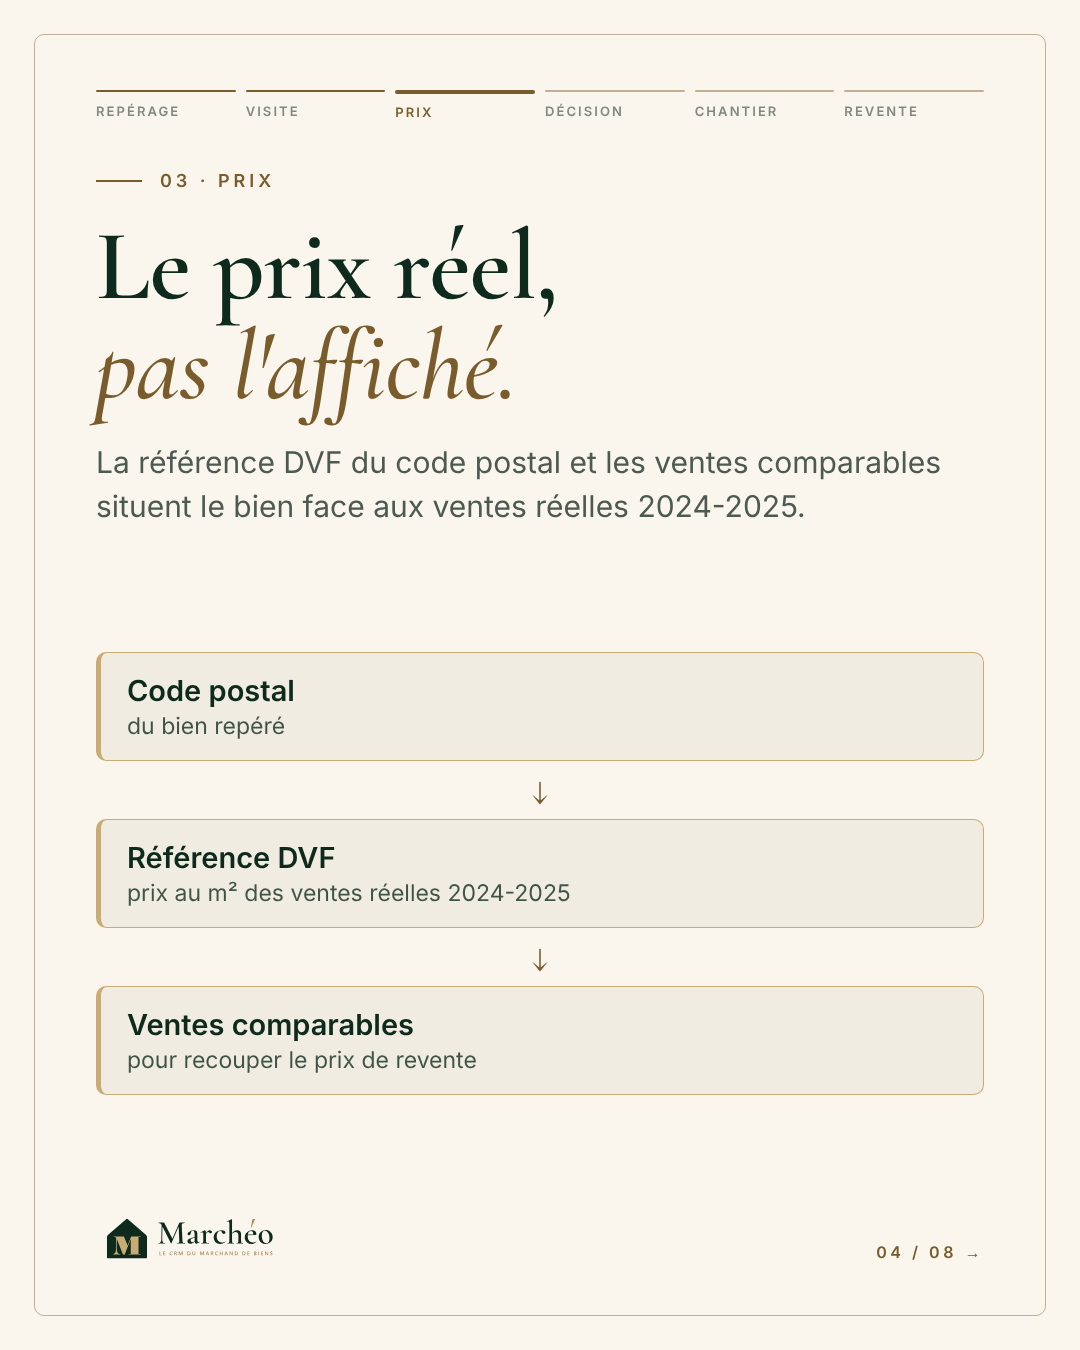 REPÉRAGE
VISITE
PRIX
DÉCISION
CHANTIER
REVENTE
03 · PRIX
Le prix réel,
pas l'affiché.
La référence DVF du code postal et les ventes comparables
situent le bien face aux ventes réelles 2024-2025.
Code postal
du bien repéré
↓
Référence DVF
prix au m² des ventes réelles 2024-2025
↓
Ventes comparables
pour recouper le prix de revente
M
Marchéo
LE CRM DU MARCHAND DE BIENS
04 / 08 →